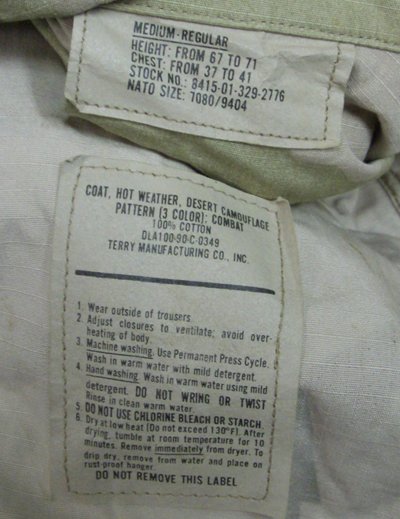 MEDIUM-REGULAR
HEIGHT: FROM 67 TO 71
CHEST: FROM 37 TO 41
STOCK NO.: 8415-01-329-2776
NATO SIZE: 7080/9404
COAT, HOT WEATHER, DESERT CAMOUFLAGE
PATTERN (3 COLOR): COMBAT
100% COTTON
DLA100-90-C-0349
TERRY MANUFACTURING CO., INC.
1. Wear outside of trousers.
2. Adjust closures to ventilate; avoid over-
heating of body.
3. Machine washing. Use Permanent Press Cycle.
Wash in warm water with mild detergent.
4. Hand washing. Wash in warm water using mild
detergent. DO NOT WRING OR TWIST
Rinse in clean warm water.
5. DO NOT USE CHLORINE BLEACH OR STARCH.
6. Dry at low heat (Do not exceed 130°F). After
drying, tumble at room temperature for 10
minutes. Remove immediately from dryer. To
drip dry, remove from water and place on
rust-proof hanger.
DO NOT REMOVE THIS LABEL